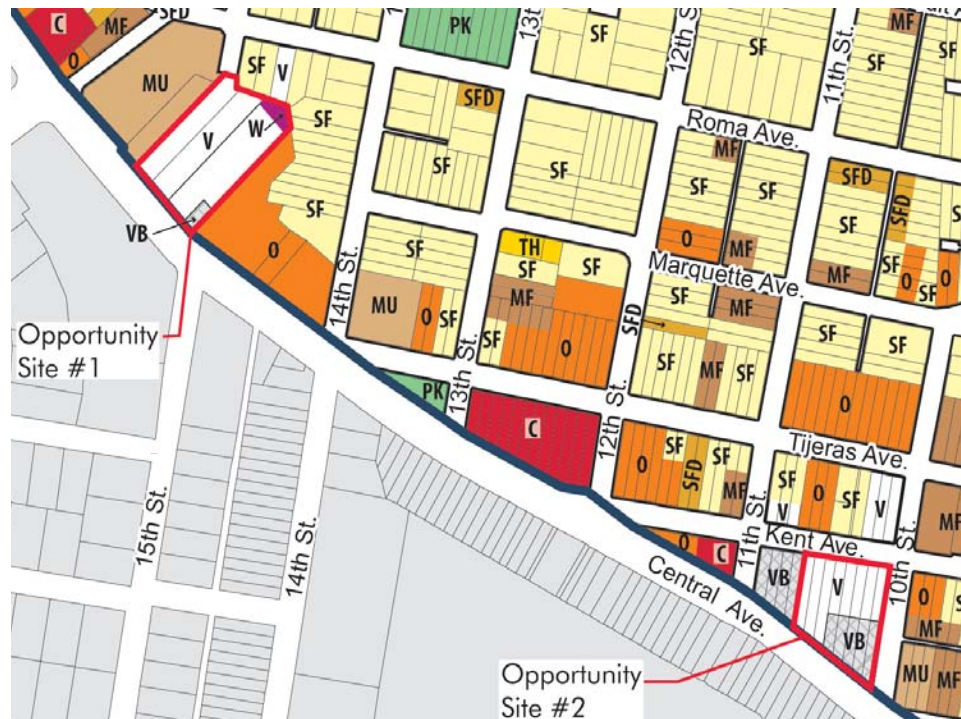 C
MF
SFD
O
MU
SF
V
PK
13th
SF
12th St.
SF
MF
SF
11th St.
SF
V
W
SF
SFD
SF
SF
Roma Ave.
MF
SF
SF
SFD
SFD
SF
SF
VB
O
SF
SF
TH
SF
SF
O
MF
Marquette Ave.
MF
SF
O
SF
O
14th St.
MU
O
SF
MF
SF
O
SFD
SF
MF
SF
MF
SF
SF
SF
O
Opportunity
Site #1
PK
13th St.
C
12th St.
O
SF
SFD
SF
MF
Tijeras Ave.
SF
V
O
SF
V
MF
15th St.
14th St.
Central Ave.
O
C
11th St.
Kent Ave.
VB
V
VB
10th St.
O
MF
MU
MF
Opportunity
Site #2